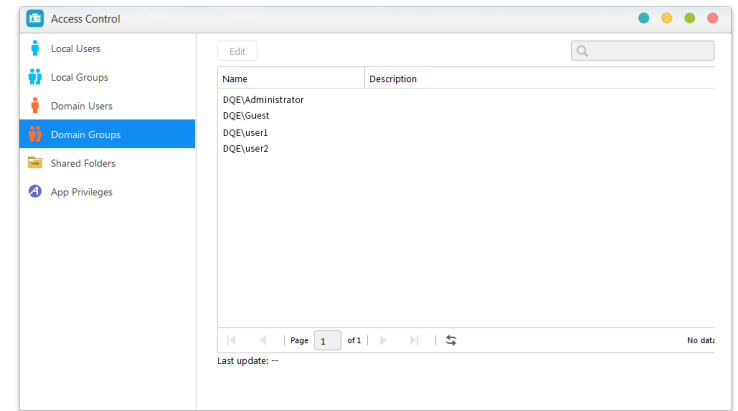 Access Control
Local Users
Local Groups
Domain Users
Domain Groups
Shared Folders
App Privileges
Edit
Name Description
DQE\Administrator
DQE\Guest
DQE\user1
DQE\user2
Page 1 of 1 No data
Last update: --